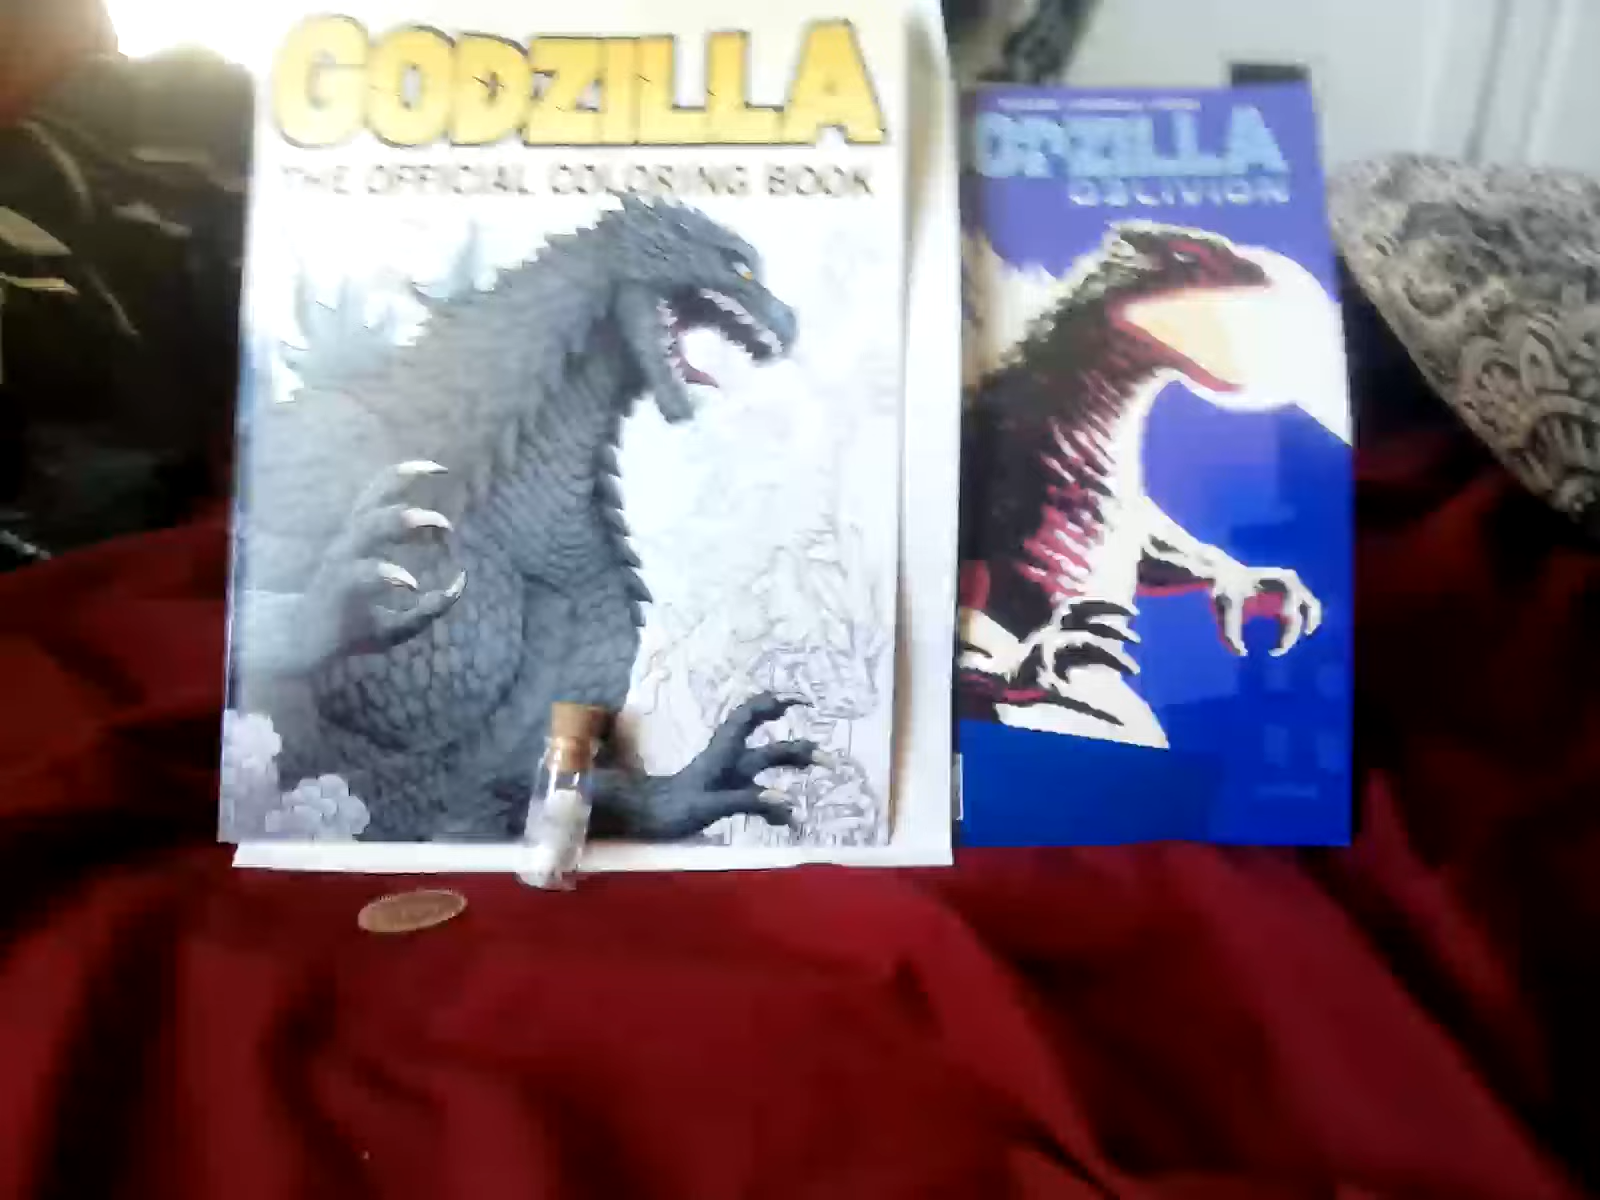 GODZILLA
THE OFFICIAL COLORING BOOK
ODZILLA
OBLIVION